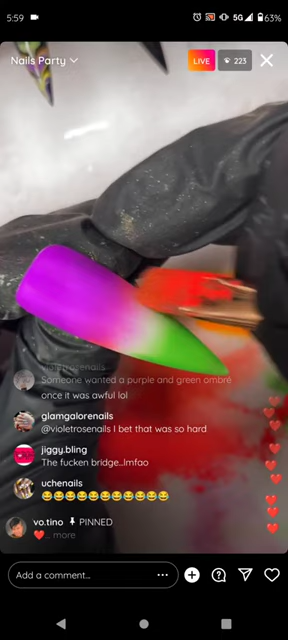 5:59
5G 63%
Nails Party
LIVE
223
violetrosenails
Someone wanted a purple and green ombré
once it was awful lol
glamgalorenails
@violetrosenails I bet that was so hard
jiggy.bling
The fucken bridge...lmfao
uchenails
😂😂😂😂😂😂😂😂😂😂😂
vo.tino 📌 PINNED
❤️... more
Add a comment...